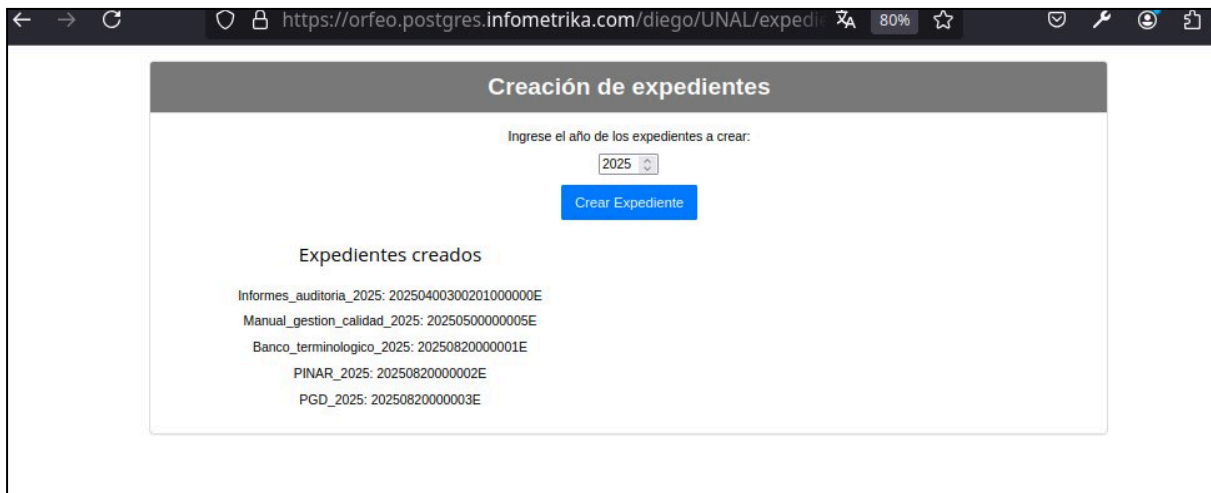 https://orfeo.postgres.infometrika.com/diego/UNAL/expedie
80%
Creación de expedientes
Ingrese el año de los expedientes a crear:
2025
Crear Expediente
Expedientes creados
Informes_auditoria_2025: 20250400300201000000E
Manual_gestion_calidad_2025: 20250500000005E
Banco_terminologico_2025: 20250820000001E
PINAR_2025: 20250820000002E
PGD_2025: 20250820000003E